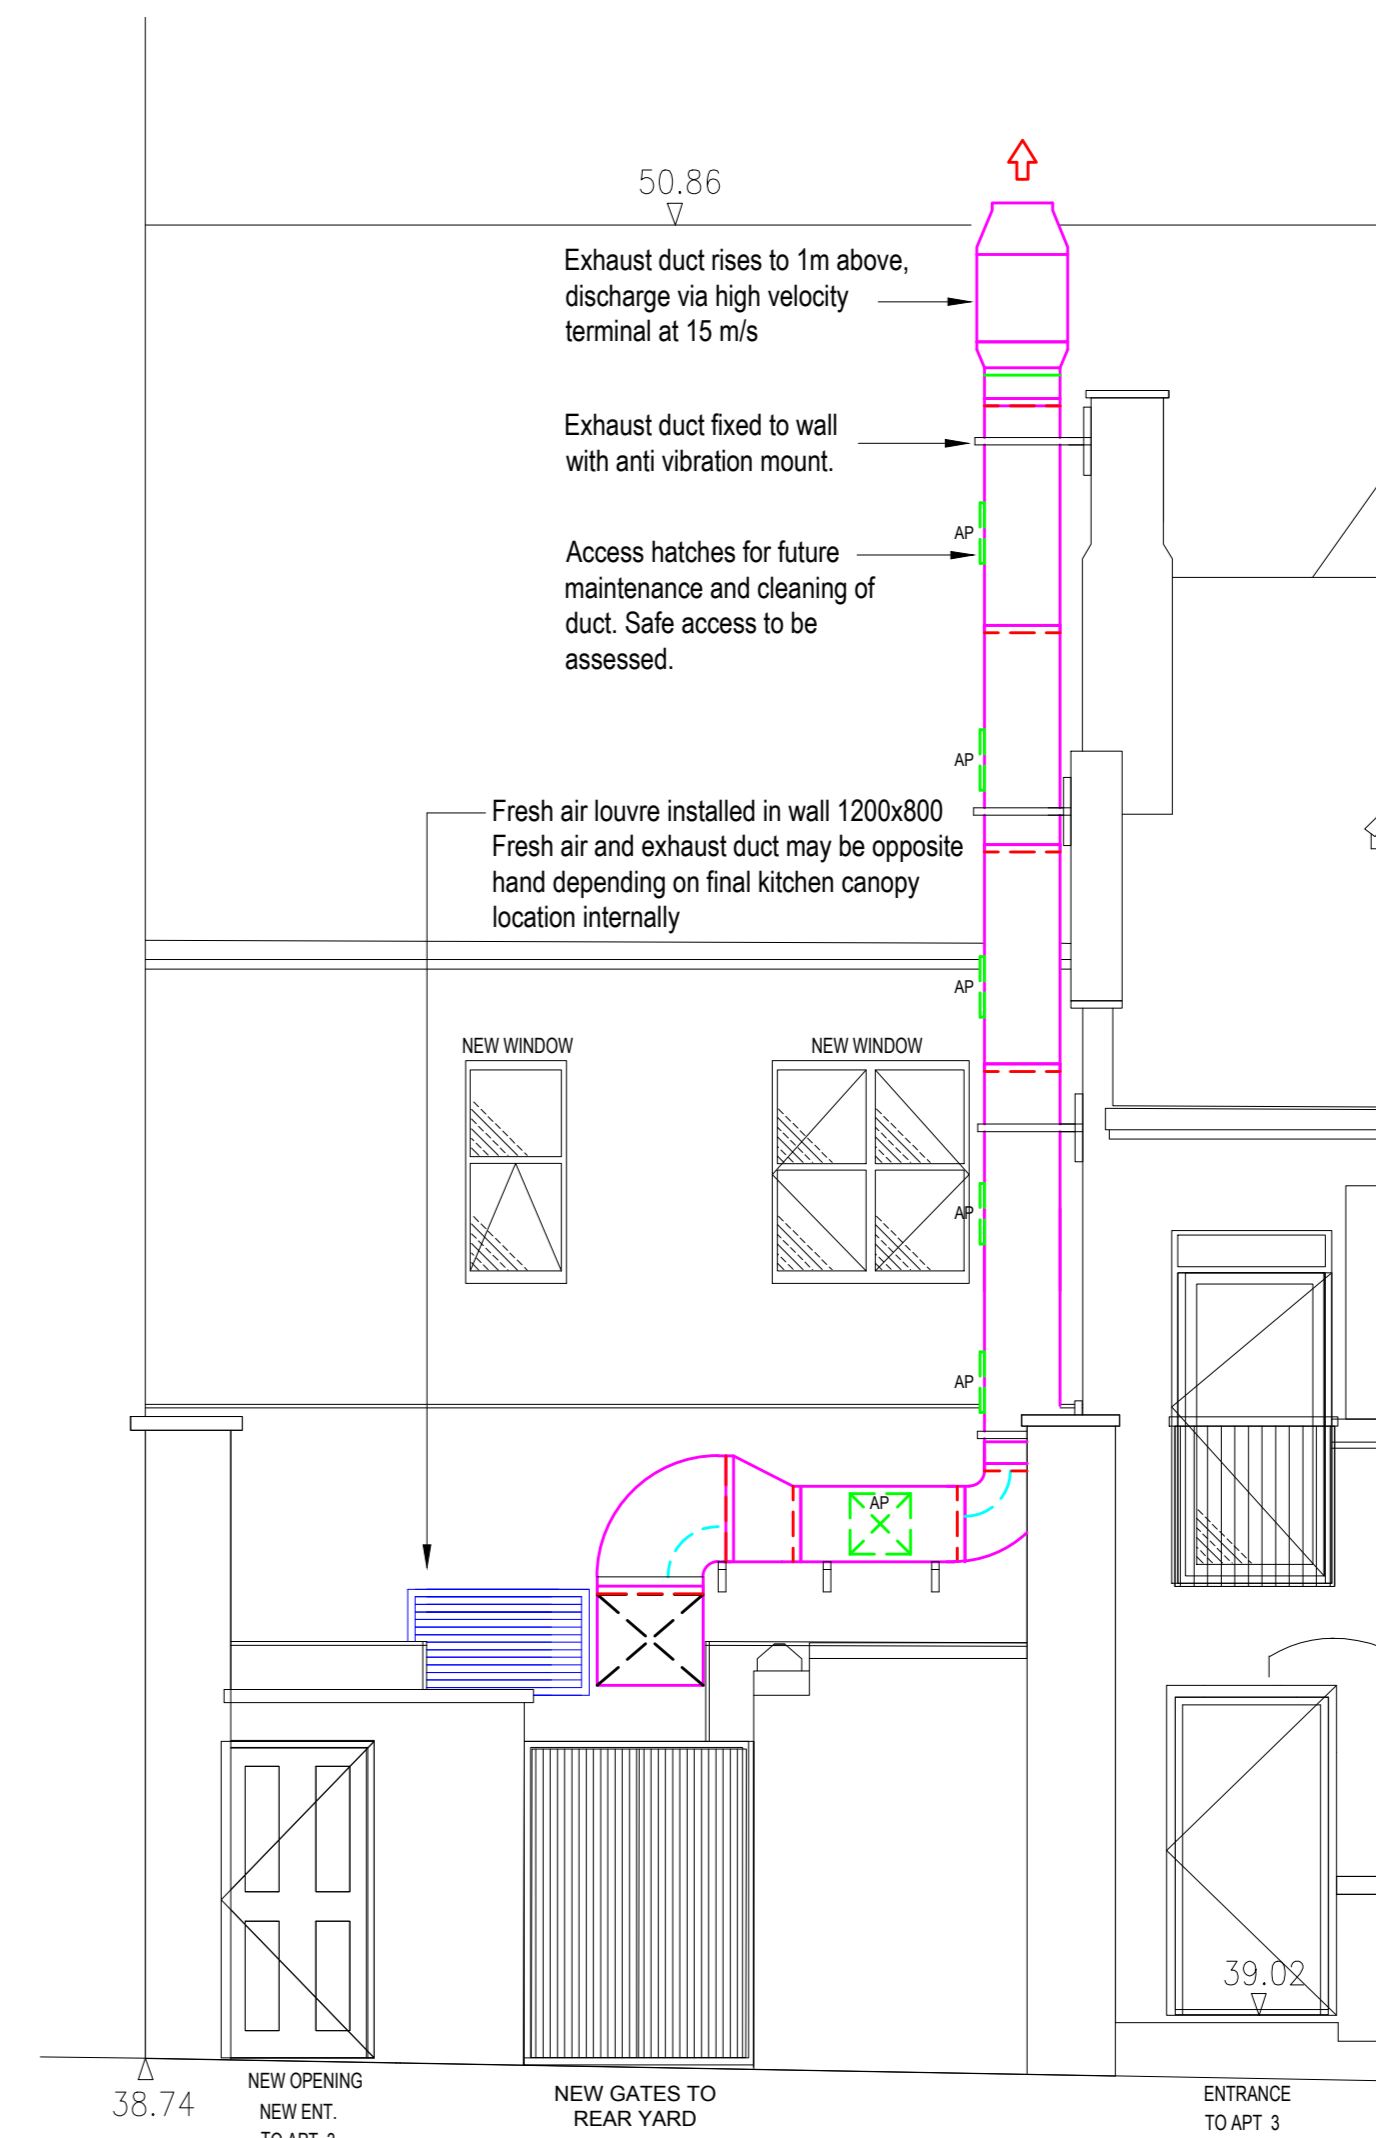 50.86
Exhaust duct rises to 1m above,
discharge via high velocity
terminal at 15 m/s
Exhaust duct fixed to wall
with anti vibration mount.
AP
Access hatches for future
maintenance and cleaning of
duct. Safe access to be
assessed.
AP
Fresh air louvre installed in wall 1200x800
Fresh air and exhaust duct may be opposite
hand depending on final kitchen canopy
location internally
AP
NEW WINDOW
NEW WINDOW
AP
AP
AP
39.02
38.74
NEW OPENING
NEW ENT.
NEW GATES TO
REAR YARD
ENTRANCE
TO APT 3